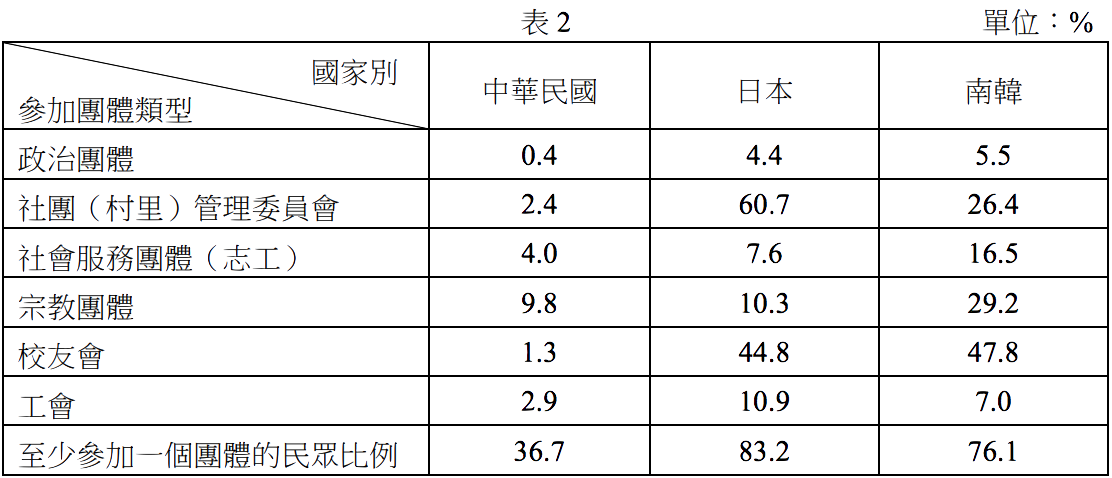 表 2 單位：%
國家別
參加團體類型 中華民國 日本 南韓
政治團體 0.4 4.4 5.5
社團（村里）管理委員會 2.4 60.7 26.4
社會服務團體（志工） 4.0 7.6 16.5
宗教團體 9.8 10.3 29.2
校友會 1.3 44.8 47.8
工會 2.9 10.9 7.0
至少參加一個團體的民眾比例 36.7 83.2 76.1